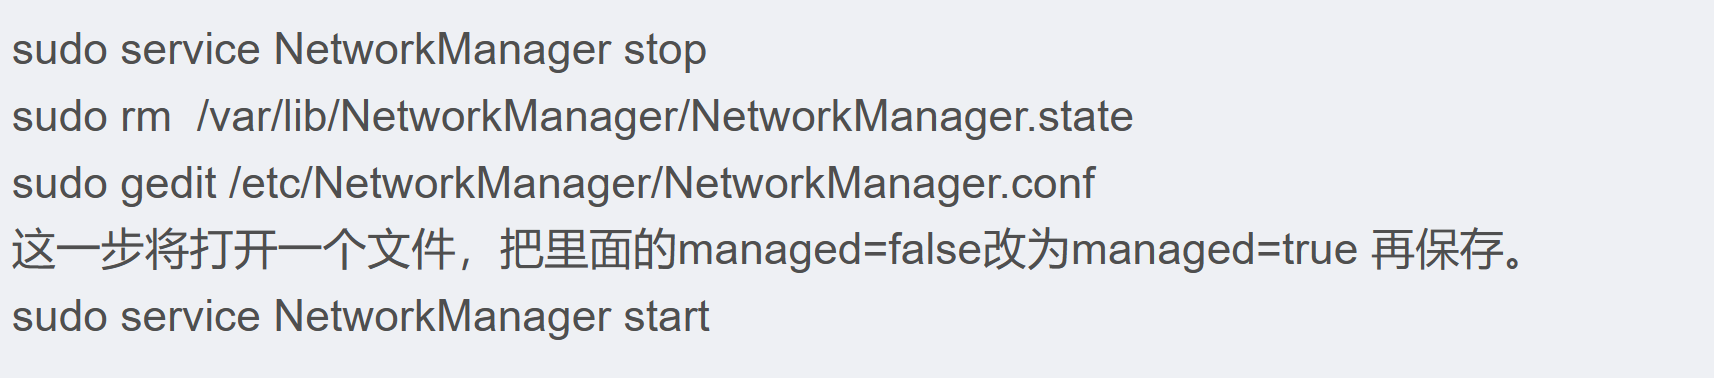 sudo service NetworkManager stop
sudo rm  /var/lib/NetworkManager/NetworkManager.state
sudo gedit /etc/NetworkManager/NetworkManager.conf
这一步将打开一个文件，把里面的managed=false改为managed=true 再保存。
sudo service NetworkManager start